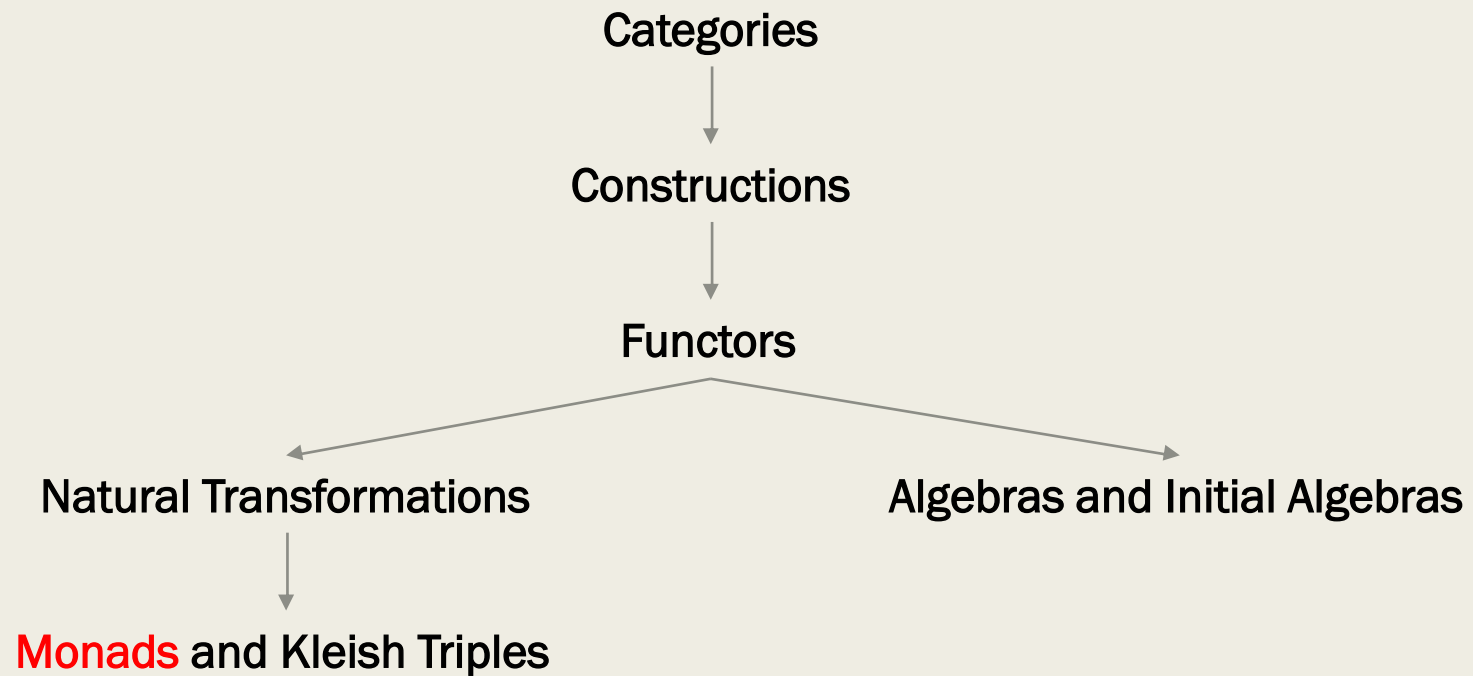 Categories
Constructions
Functors
Natural Transformations
Algebras and Initial Algebras
Monads and Kleish Triples